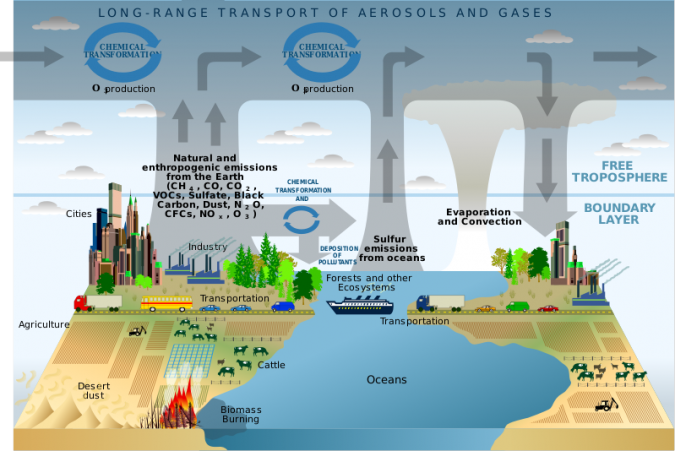 LONG-RANGE TRANSPORT OF AEROSOLS AND GASES
CHEMICAL
TRANSFORMATION
O 3 production
CHEMICAL
TRANSFORMATION
O 3 production
Natural and
anthropogenic emissions
from the Earth
(CH 4 , CO, CO 2 ,
VOCs, Sulfate, Black
Carbon, Dust, N 2 O,
CFCs, NO x , O 3 )
CHEMICAL
TRANSFORMATION
AND
DEPOSITION
OF
POLLUTANTS
FREE
TROPOSPHERE
BOUNDARY
LAYER
Cities
Industry
Sulfur
emissions
from oceans
Evaporation
and Convection
Forests and other
Ecosystems
Transportation
Transportation
Agriculture
Cattle
Desert
dust
Oceans
Biomass
Burning